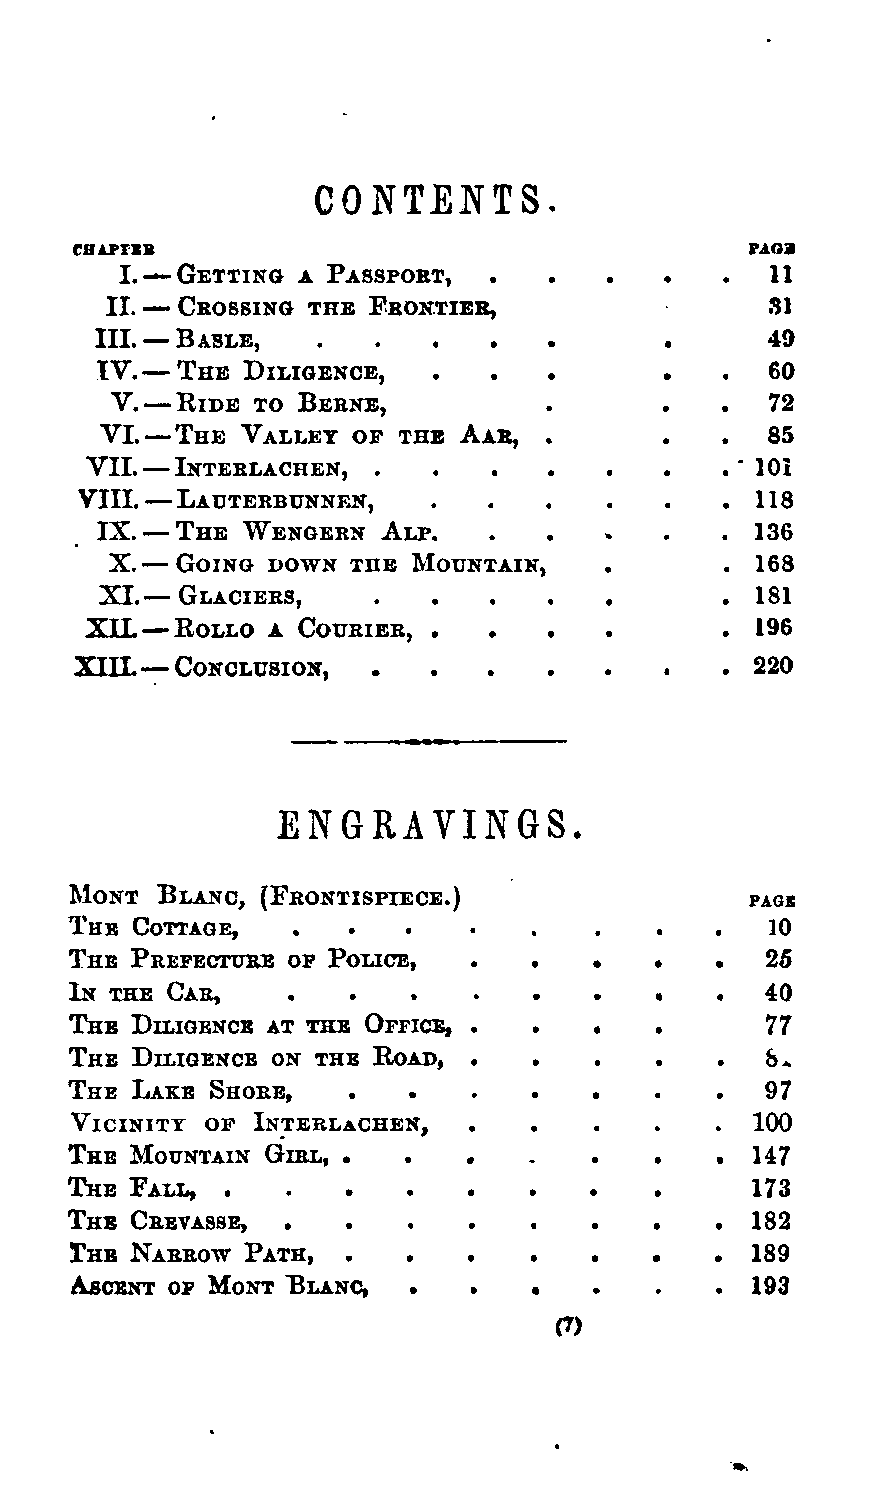 CONTENTS.
CHAPTER PAGE
I.—GETTING A PASSPORT, . . . . . 11
II.—CROSSING THE FRONTIER, 31
III.—BASLE, . . . . . . 49
IV.—THE DILIGENCE, . . . . . 60
V.—RIDE TO BERNE, . . . 72
VI.—THE VALLEY OF THE AAR, . . . 85
VII.—INTERLACHEN, . . . . . . . 101
VIII.—LAUTERBUNNEN, . . . . . . 118
IX.—THE WENGERN ALP. . . . . . 136
X.—GOING DOWN THE MOUNTAIN, . . 168
XI.—GLACIERS, . . . . . . 181
XII.—ROLLO A COURIER, . . . . . 196
XIII.—CONCLUSION, . . . . . . . 220
ENGRAVINGS.
MONT BLANC, (FRONTISPIECE.) PAGE
THE COTTAGE, . . . . . . . . 10
THE PREFECTURE OF POLICE, . . . . . 25
IN THE CAR, . . . . . . . . 40
THE DILIGENCE AT THE OFFICE, . . . . 77
THE DILIGENCE ON THE ROAD, . . . . .
THE LAKE SHORE, . . . . . . . 97
VICINITY OF INTERLACHEN, . . . . . 100
THE MOUNTAIN GIRL, . . . . . . . 147
THE FALL, . . . . . . . . 173
THE CREVASSE, . . . . . . . . 182
THE NARROW PATH, . . . . . . . 189
ASCENT OF MONT BLANC, . . . . . . 193
(7)